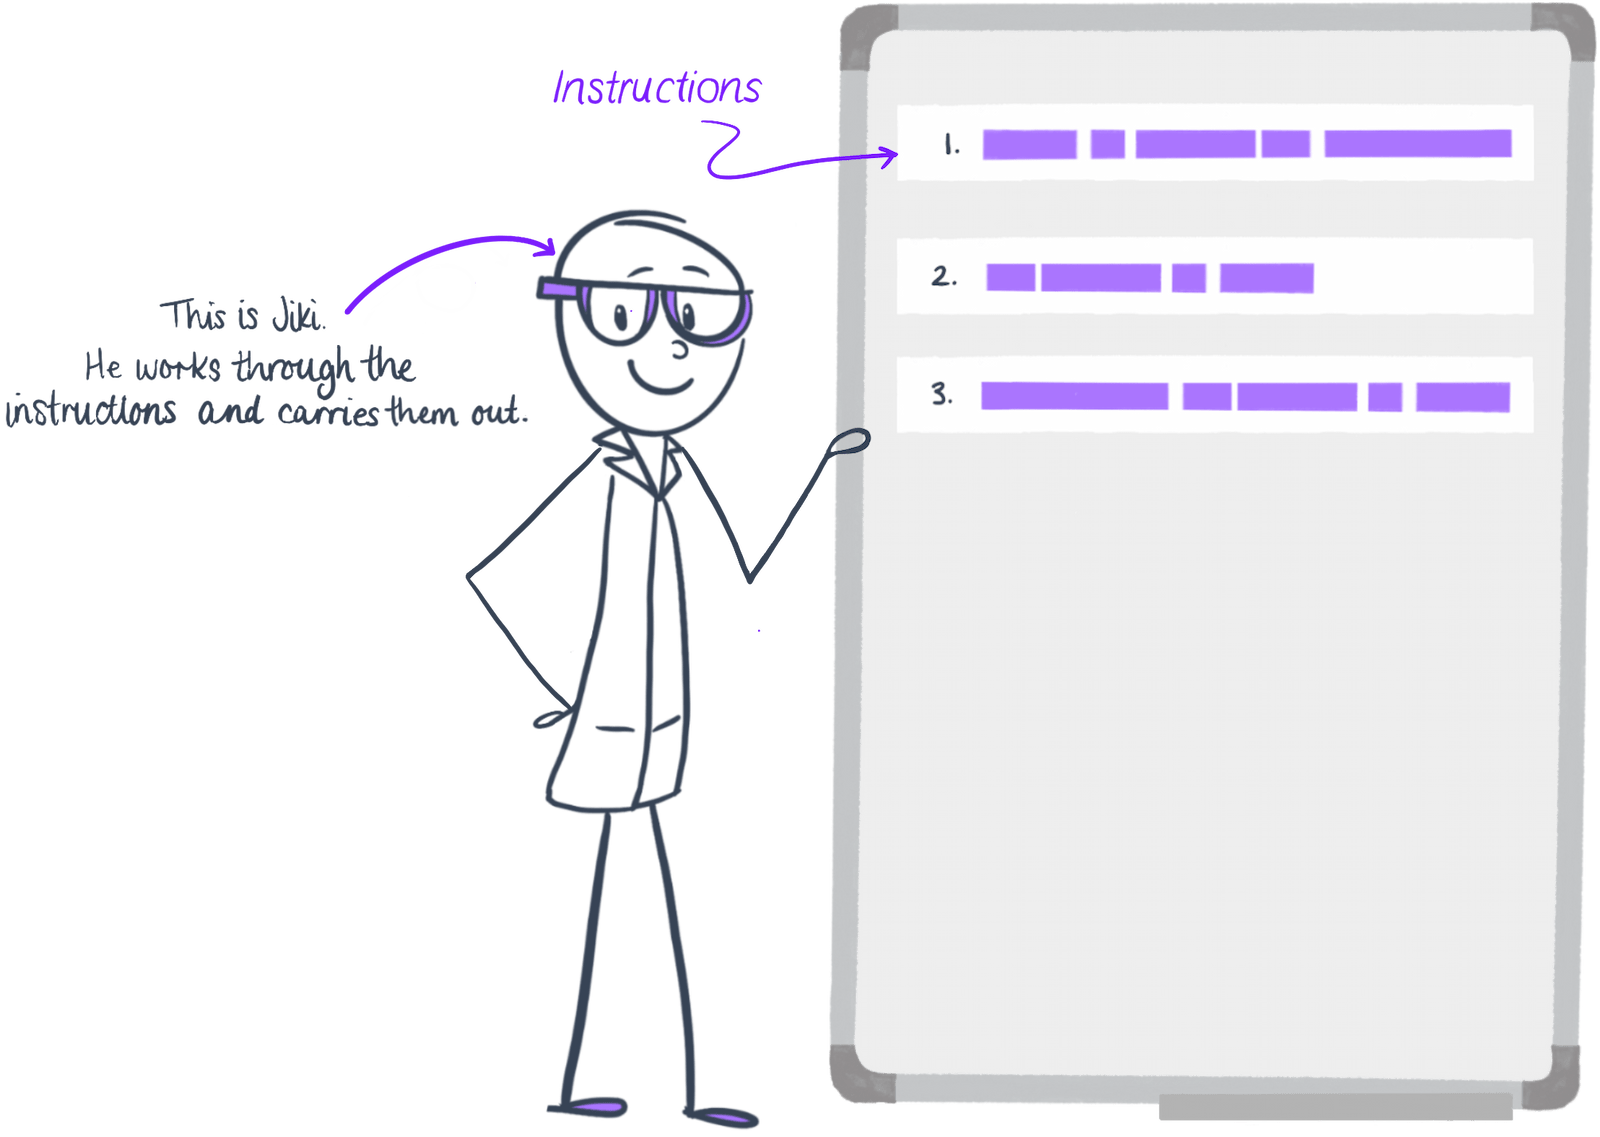 Instructions
1.
2.
3.
This is Jiki.
He works through the
instructions and carries them out.